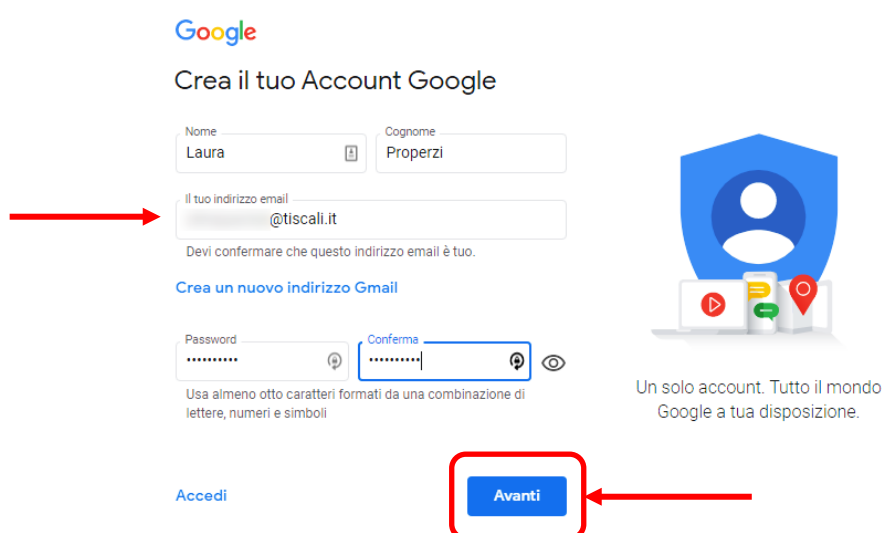 Google
Crea il tuo Account Google
Nome
Laura
Cognome
Properzi
Il tuo indirizzo email
@tiscali.it
Devi confermare che questo indirizzo email è tuo.
Crea un nuovo indirizzo Gmail
Password
••••••••••
Conferma
••••••••••
Usa almeno otto caratteri formati da una combinazione di
lettere, numeri e simboli
Un solo account. Tutto il mondo
Google a tua disposizione.
Accedi
Avanti